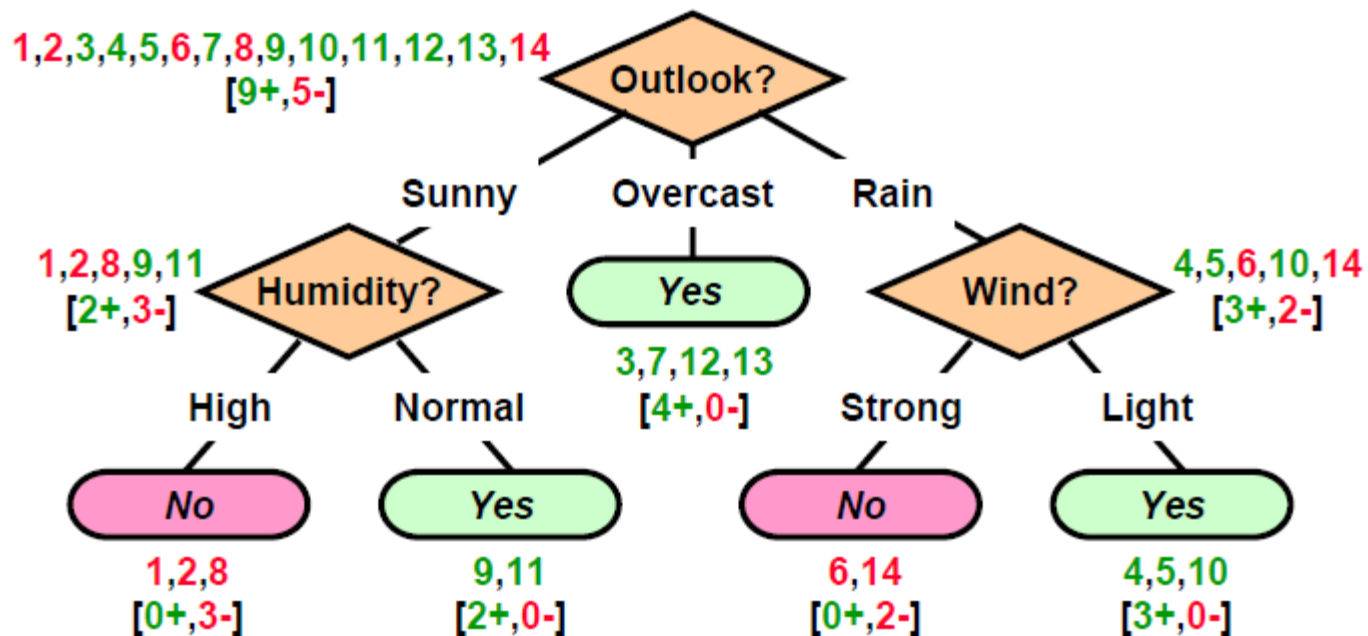 1,2,3,4,5,6,7,8,9,10,11,12,13,14
[9+,5-]
Outlook?
Sunny
Overcast
Rain
1,2,8,9,11
[2+,3-]
Humidity?
Yes
3,7,12,13
[4+,0-]
Wind?
4,5,6,10,14
[3+,2-]
High
Normal
Strong
Light
No
Yes
No
Yes
1,2,8
[0+,3-]
9,11
[2+,0-]
6,14
[0+,2-]
4,5,10
[3+,0-]